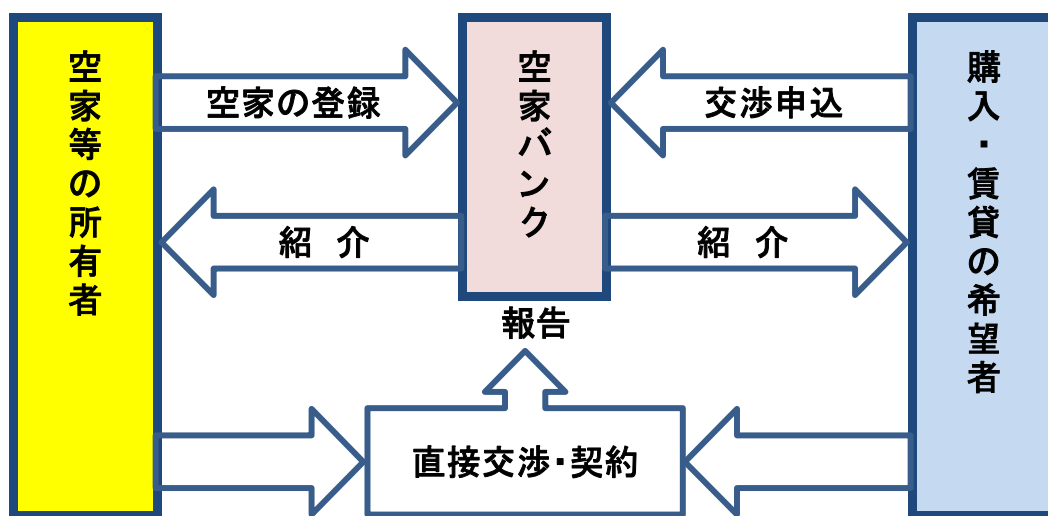 空家等の所有者
空家の登録
空家バンク
交渉申込
購入・賃貸の希望者
紹　介
紹　介
報告
直接交渉・契約